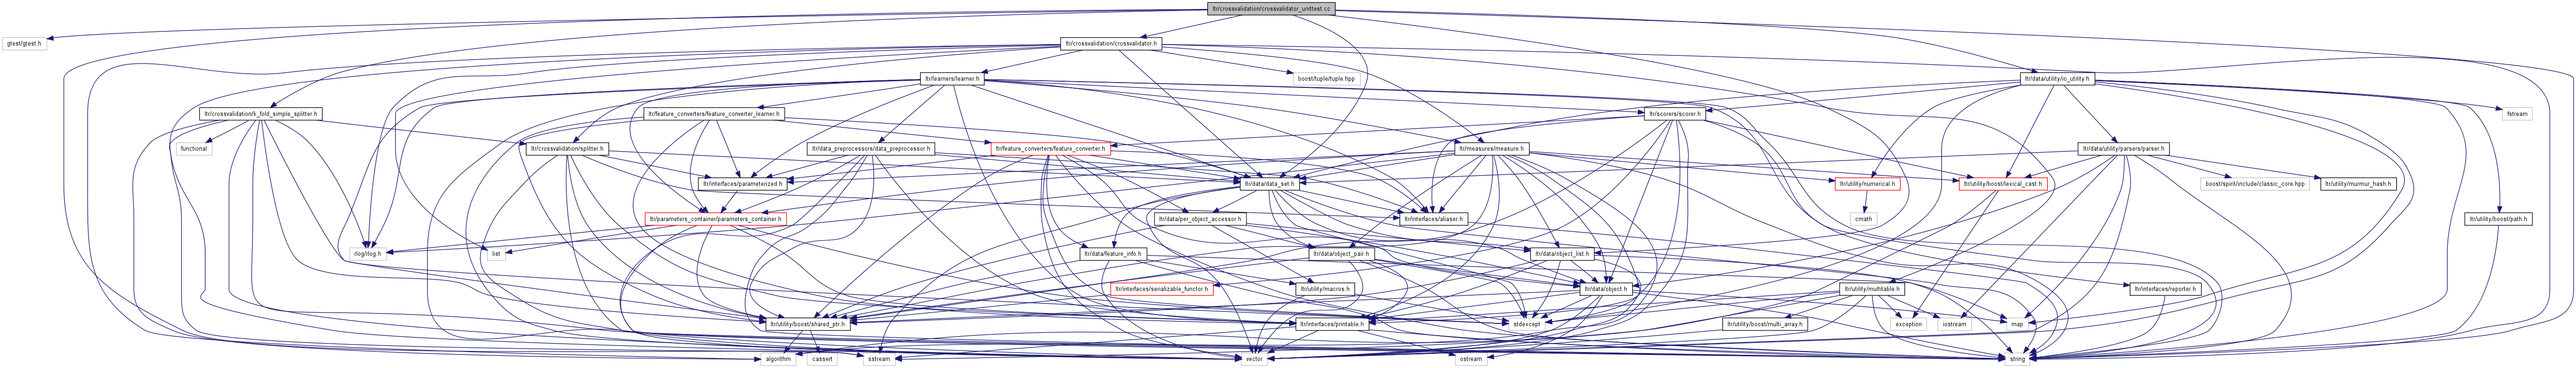 ltr/crossvalidation/crossvalidator_unittest.cc
gtest/gtest.h
ltr/crossvalidation/crossvalidator.h
boost/tuple/tuple.hpp
ltr/learners/learner.h
ltr/data/utility/io_utility.h
ltr/crossvalidation/k_fold_simple_splitter.h
ltr/feature_converters/feature_converter_learner.h
ltr/scorers/scorer.h
fstream
functional
ltr/crossvalidation/splitter.h
ltr/data_preprocessors/data_preprocessor.h
ltr/feature_converters/feature_converter.h
ltr/measures/measure.h
ltr/data/utility/parsers/parser.h
ltr/interfaces/parameterized.h
ltr/data/data_set.h
ltr/utility/numerical.h
ltr/utility/boost/lexical_cast.h
boost/spirit/include/classic_core.hpp
ltr/utility/murmur_hash.h
ltr/parameters_container/parameters_container.h
ltr/data/per_object_accessor.h
ltr/interfaces/aliaser.h
cmath
ltr/utility/boost/path.h
rlog/rlog.h
list
ltr/data/feature_info.h
ltr/data/object_pair.h
ltr/data/object_list.h
ltr/interfaces/serializable_functor.h
ltr/utility/macros.h
ltr/data/object.h
ltr/utility/multitable.h
ltr/interfaces/reporter.h
ltr/utility/boost/shared_ptr.h
ltr/interfaces/printable.h
stdexcept
ltr/utility/boost/multi_array.h
exception
iostream
map
algorithm
cassert
sstream
vector
ostream
string